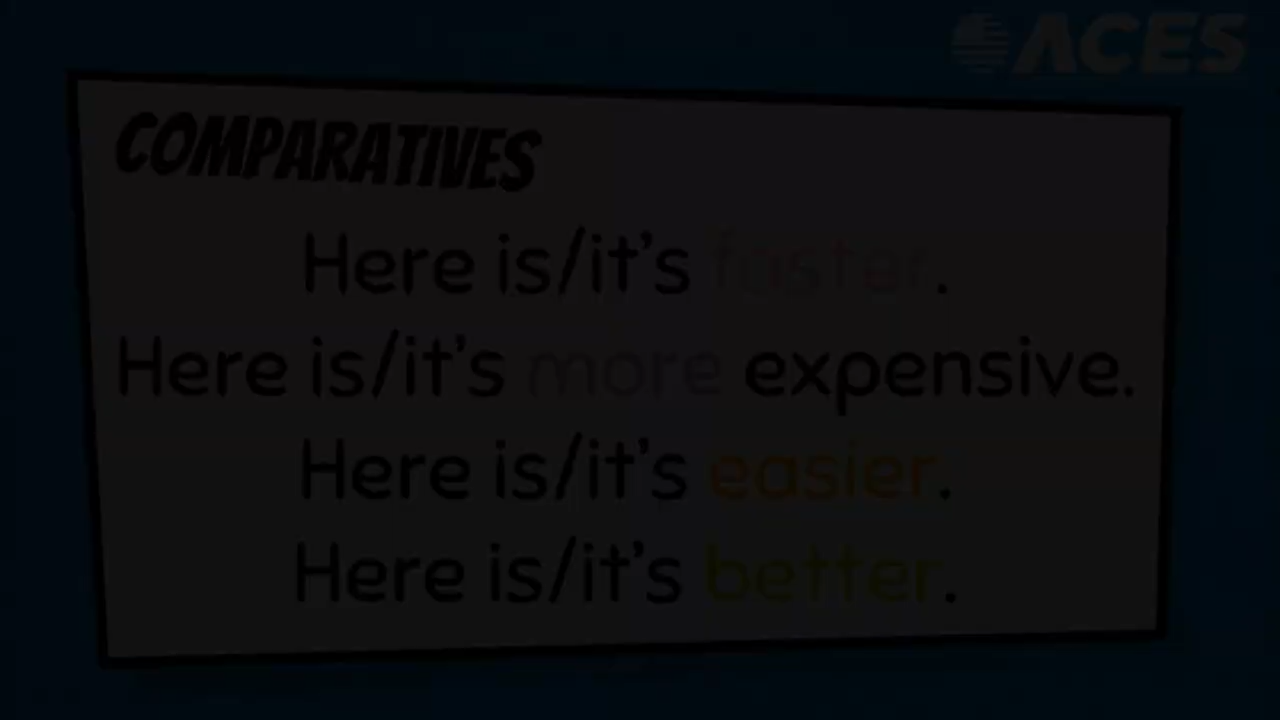 ACES
COMPARATIVES
Here is/it's faster.
Here is/it's more expensive.
Here is/it's easier.
Here is/it's better.